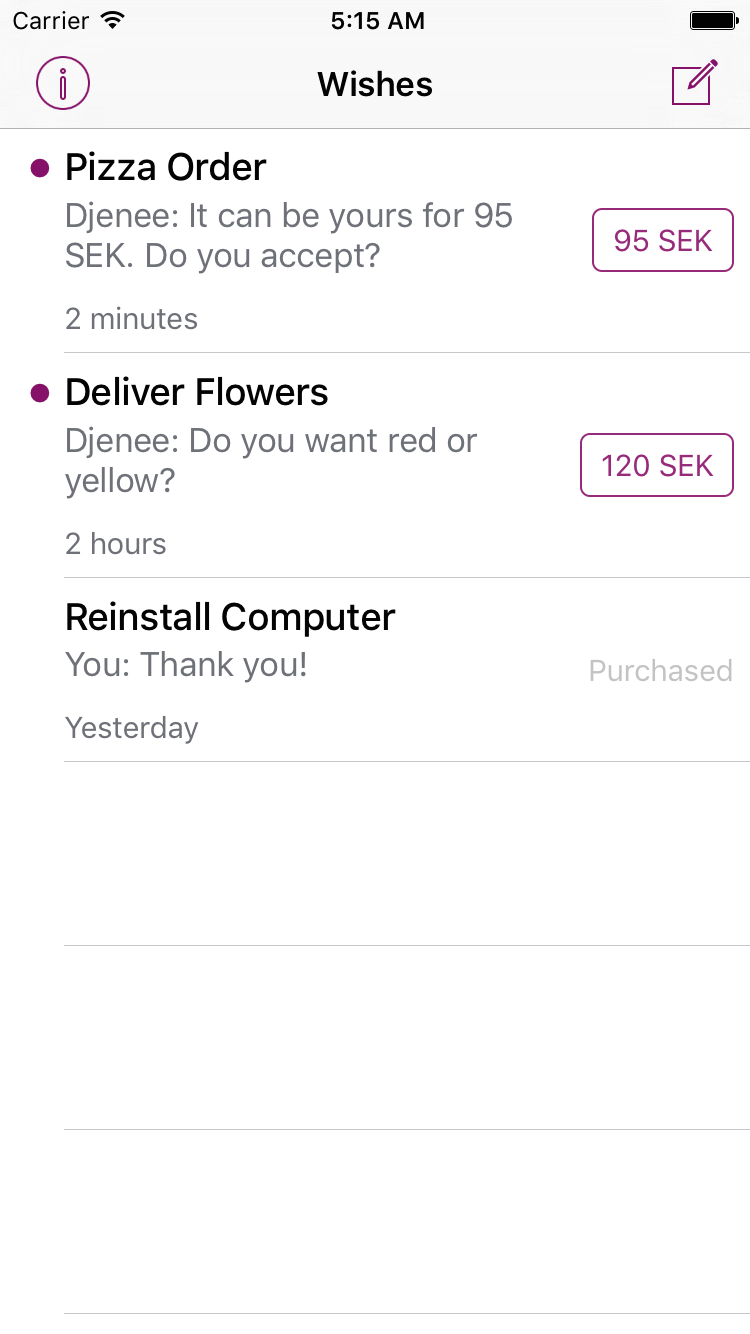 Carrier 5:15 AM
Wishes
Pizza Order
Djenee: It can be yours for 95
SEK. Do you accept?
95 SEK
2 minutes
Deliver Flowers
Djenee: Do you want red or
yellow?
120 SEK
2 hours
Reinstall Computer
You: Thank you!
Purchased
Yesterday